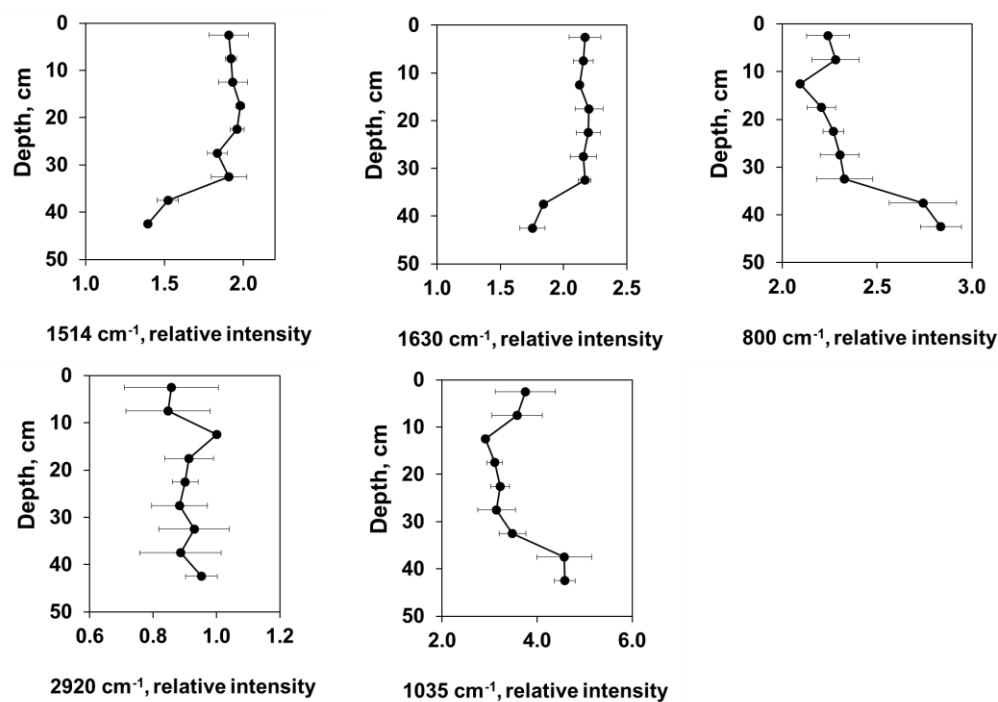 0
10
20
30
40
50
Depth, cm
1.0 1.5 2.0
1514 cm-1, relative intensity
0
10
20
30
40
50
Depth, cm
1.0 1.5 2.0 2.5
1630 cm-1, relative intensity
0
10
20
30
40
50
Depth, cm
2.0 2.5 3.0
800 cm-1, relative intensity
0
10
20
30
40
50
Depth, cm
0.6 0.8 1.0 1.2
2920 cm-1, relative intensity
0
10
20
30
40
50
Depth, cm
2.0 4.0 6.0
1035 cm-1, relative intensity